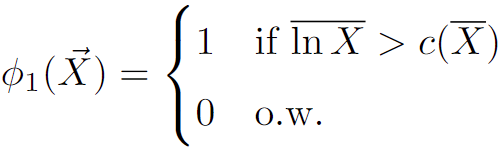 ϕ₁(X⃗) = { 1 if \overline{ln X} > c(\overline{X})
0 o.w.